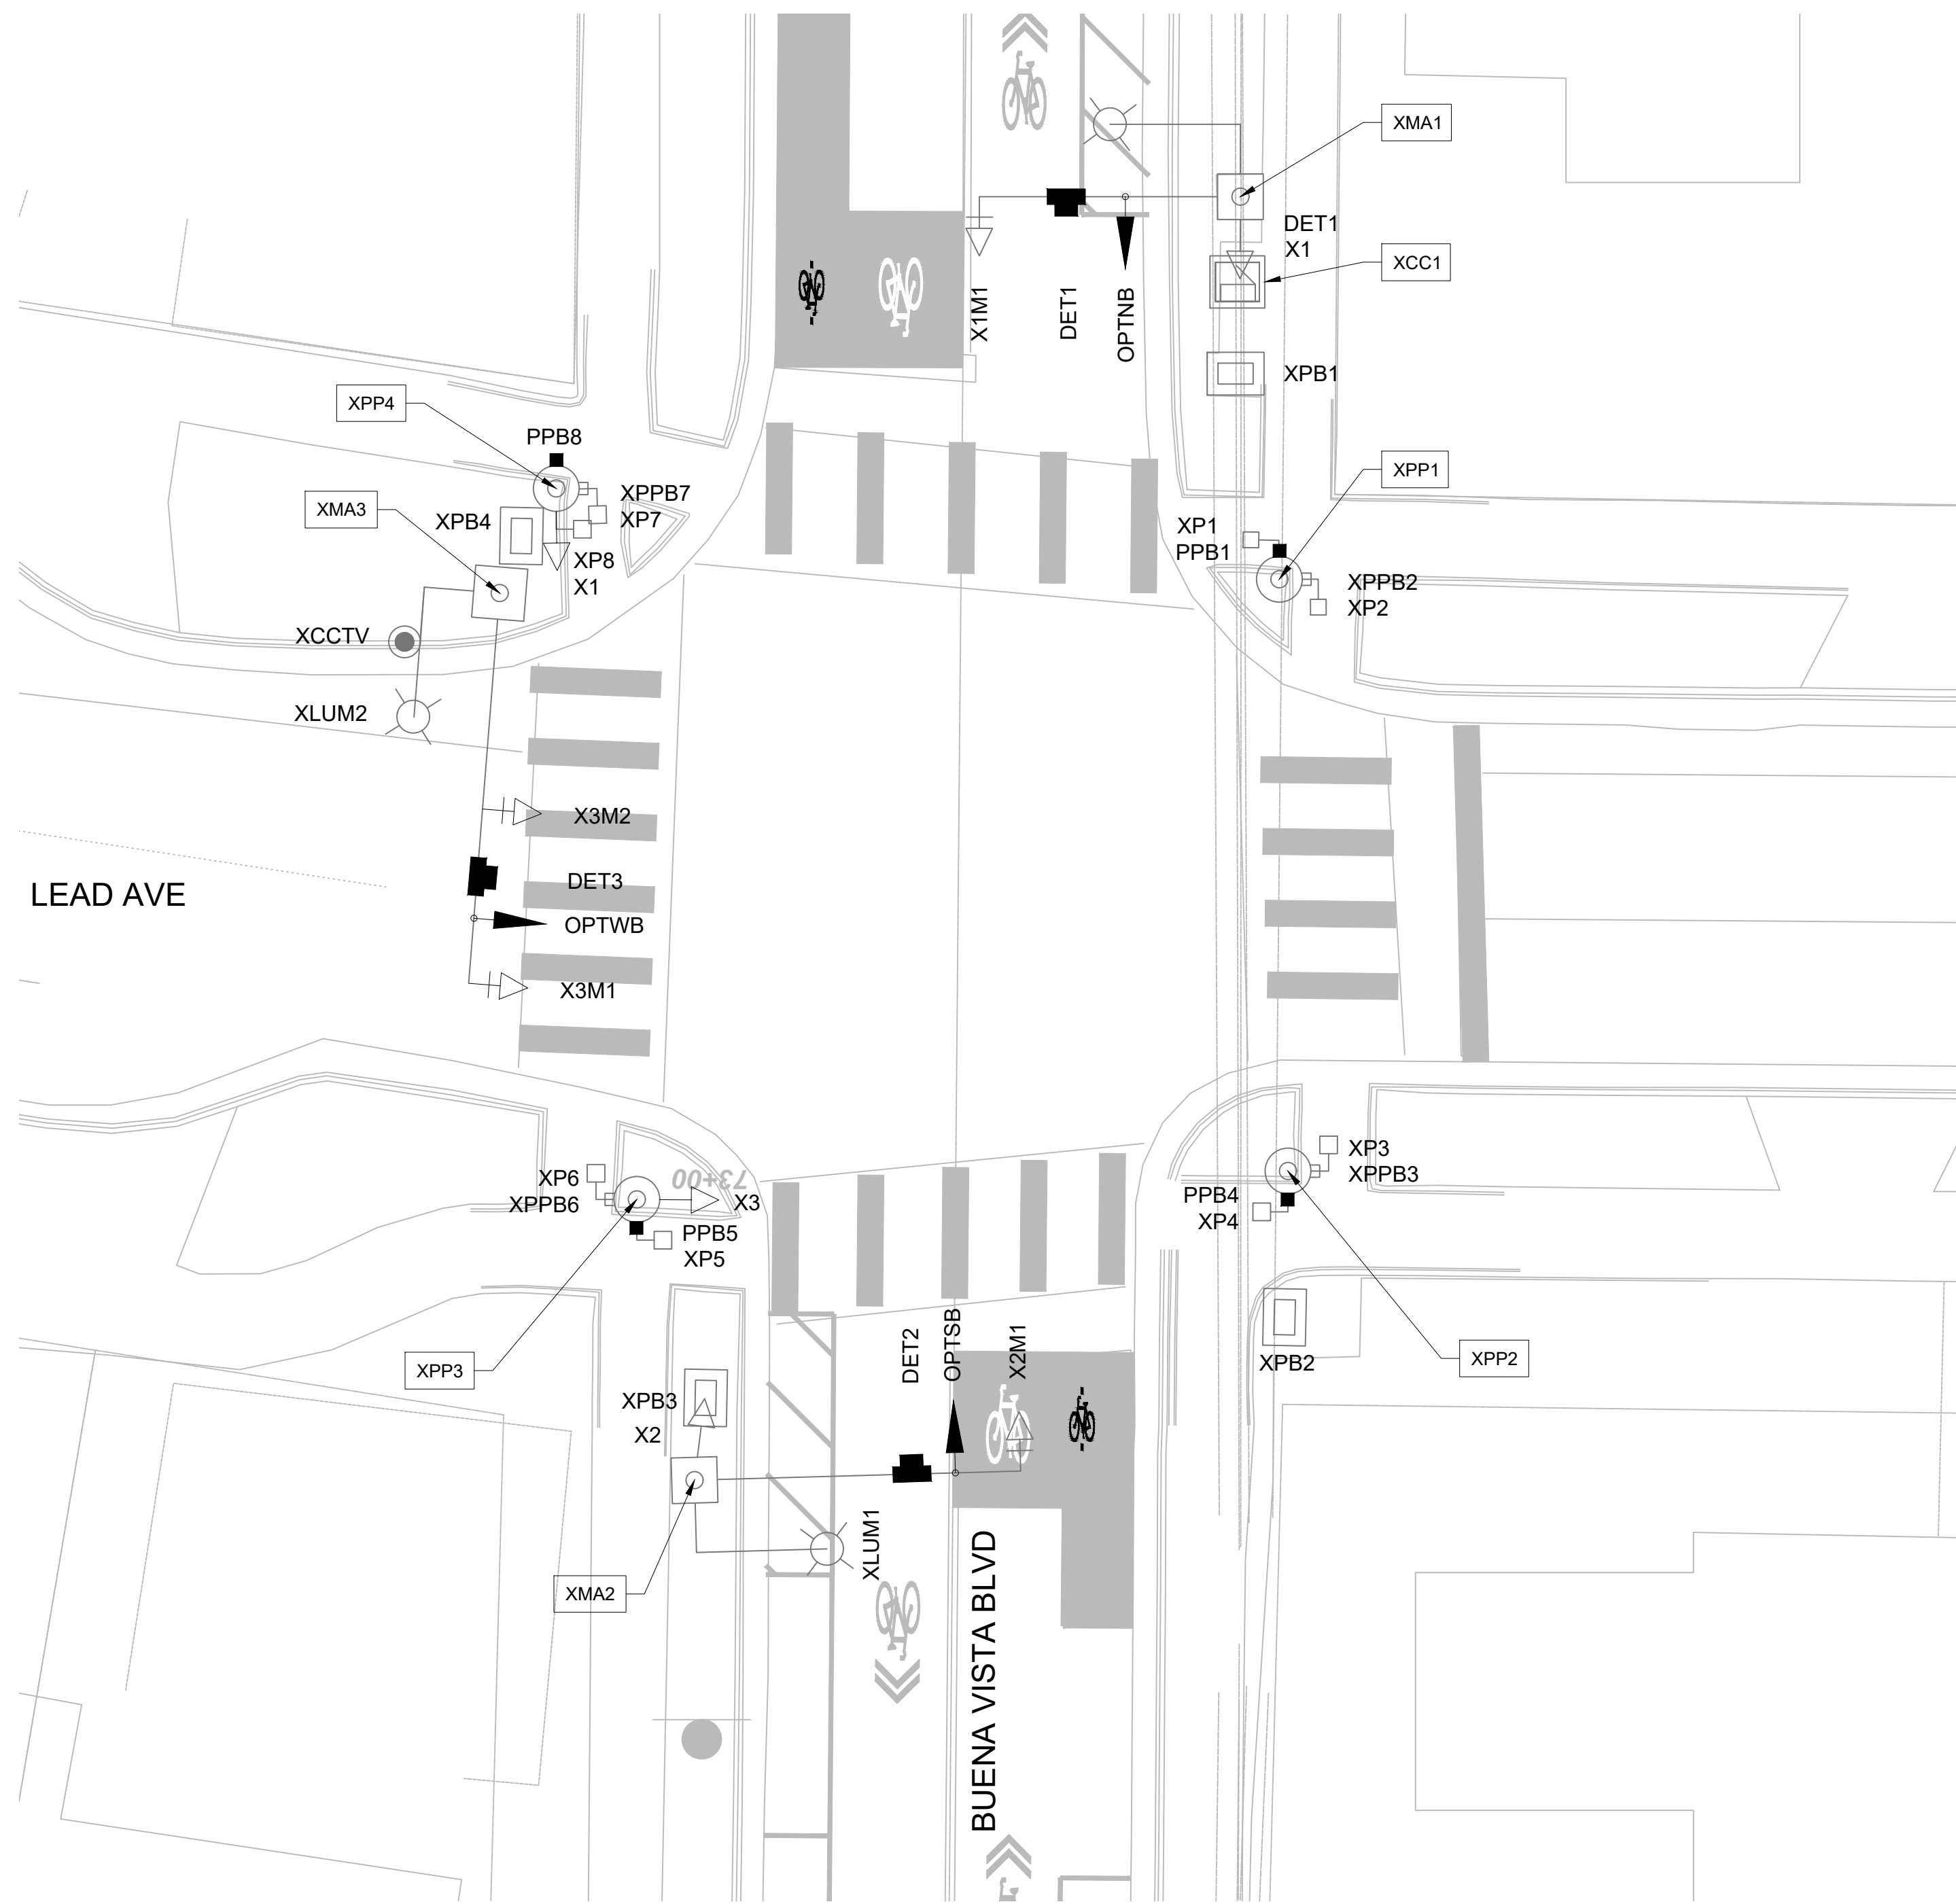 XMA1
DET1
X1
XCC1
X1M1
DET1
OPTNB
XPB1
XPP4
PPB8
XPP1
XPPB7
XMA3
XPB4
XP7
XP1
PPB1
XP8
X1
XPPB2
XP2
XCCTV
XLUM2
X3M2
DET3
LEAD AVE
OPTWB
X3M1
XP3
XPPB3
XP6
XPPB6
73+00
X3
PPB4
XP4
PPB5
XP5
DET2
OPTSB
X2M1
XPB2
XPP2
XPP3
XPB3
X2
XLUM1
XMA2
BUENA VISTA BLVD